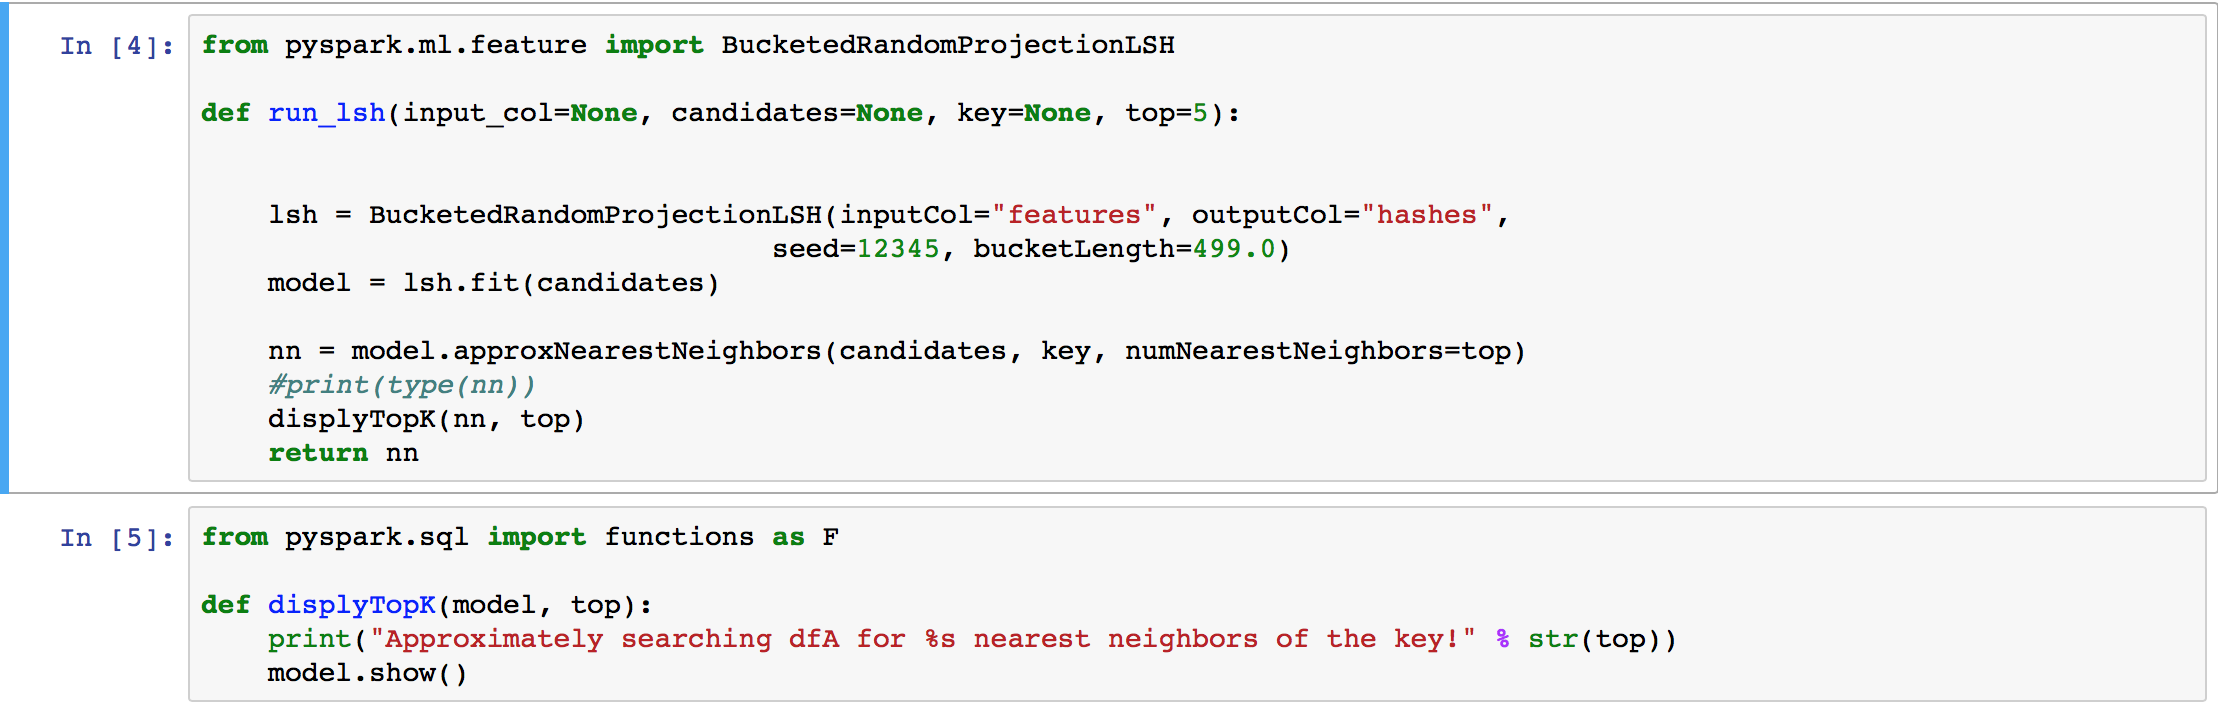 In [4]: from pyspark.ml.feature import BucketedRandomProjectionLSH
def run_lsh(input_col=None, candidates=None, key=None, top=5):
lsh = BucketedRandomProjectionLSH(inputCol="features", outputCol="hashes",
seed=12345, bucketLength=499.0)
model = lsh.fit(candidates)
nn = model.approxNearestNeighbors(candidates, key, numNearestNeighbors=top)
#print(type(nn))
displyTopK(nn, top)
return nn
In [5]: from pyspark.sql import functions as F
def displyTopK(model, top):
print("Approximately searching dfA for %s nearest neighbors of the key!" % str(top))
model.show()